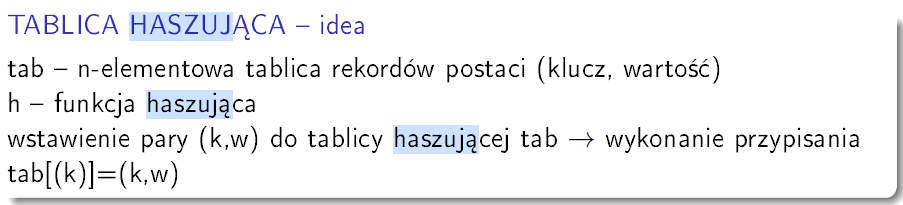 TABLICA HASZUJĄCA – idea
tab – n-elementowa tablica rekordów postaci (klucz, wartość)
h – funkcja haszująca
wstawienie pary (k,w) do tablicy haszującej tab → wykonanie przypisania
tab[(k)]=(k,w)